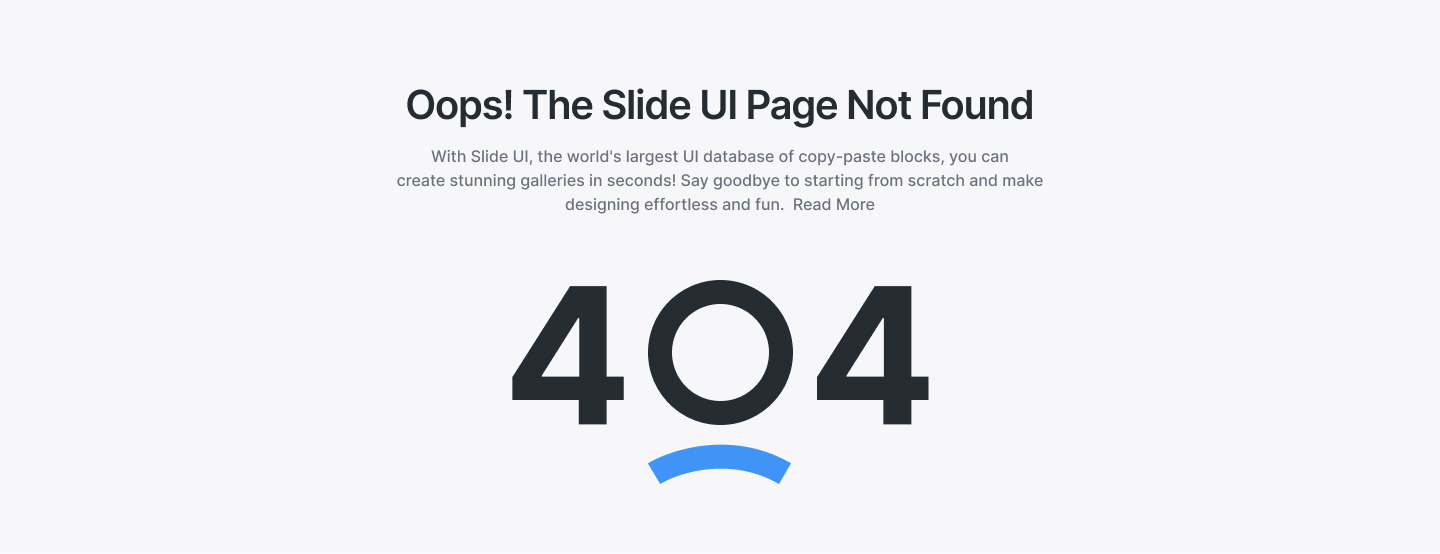 Oops! The Slide UI Page Not Found
With Slide UI, the world's largest UI database of copy-paste blocks, you can
create stunning galleries in seconds! Say goodbye to starting from scratch and make
designing effortless and fun.  Read More
404